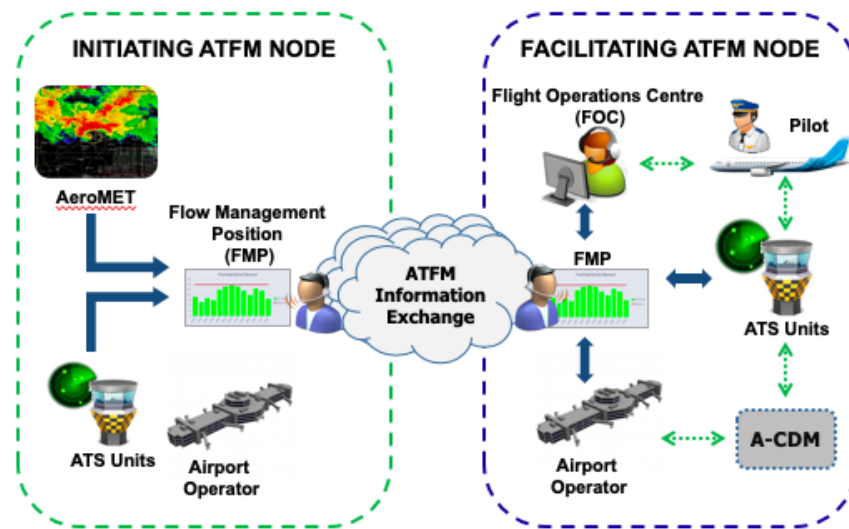 INITIATING ATFM NODE
AeroMET
Flow Management
Position
(FMP)
ATS Units
Airport
Operator
ATFM
Information
Exchange
FACILITATING ATFM NODE
Flight Operations Centre
(FOC)
Pilot
FMP
ATS Units
Airport
Operator
A-CDM